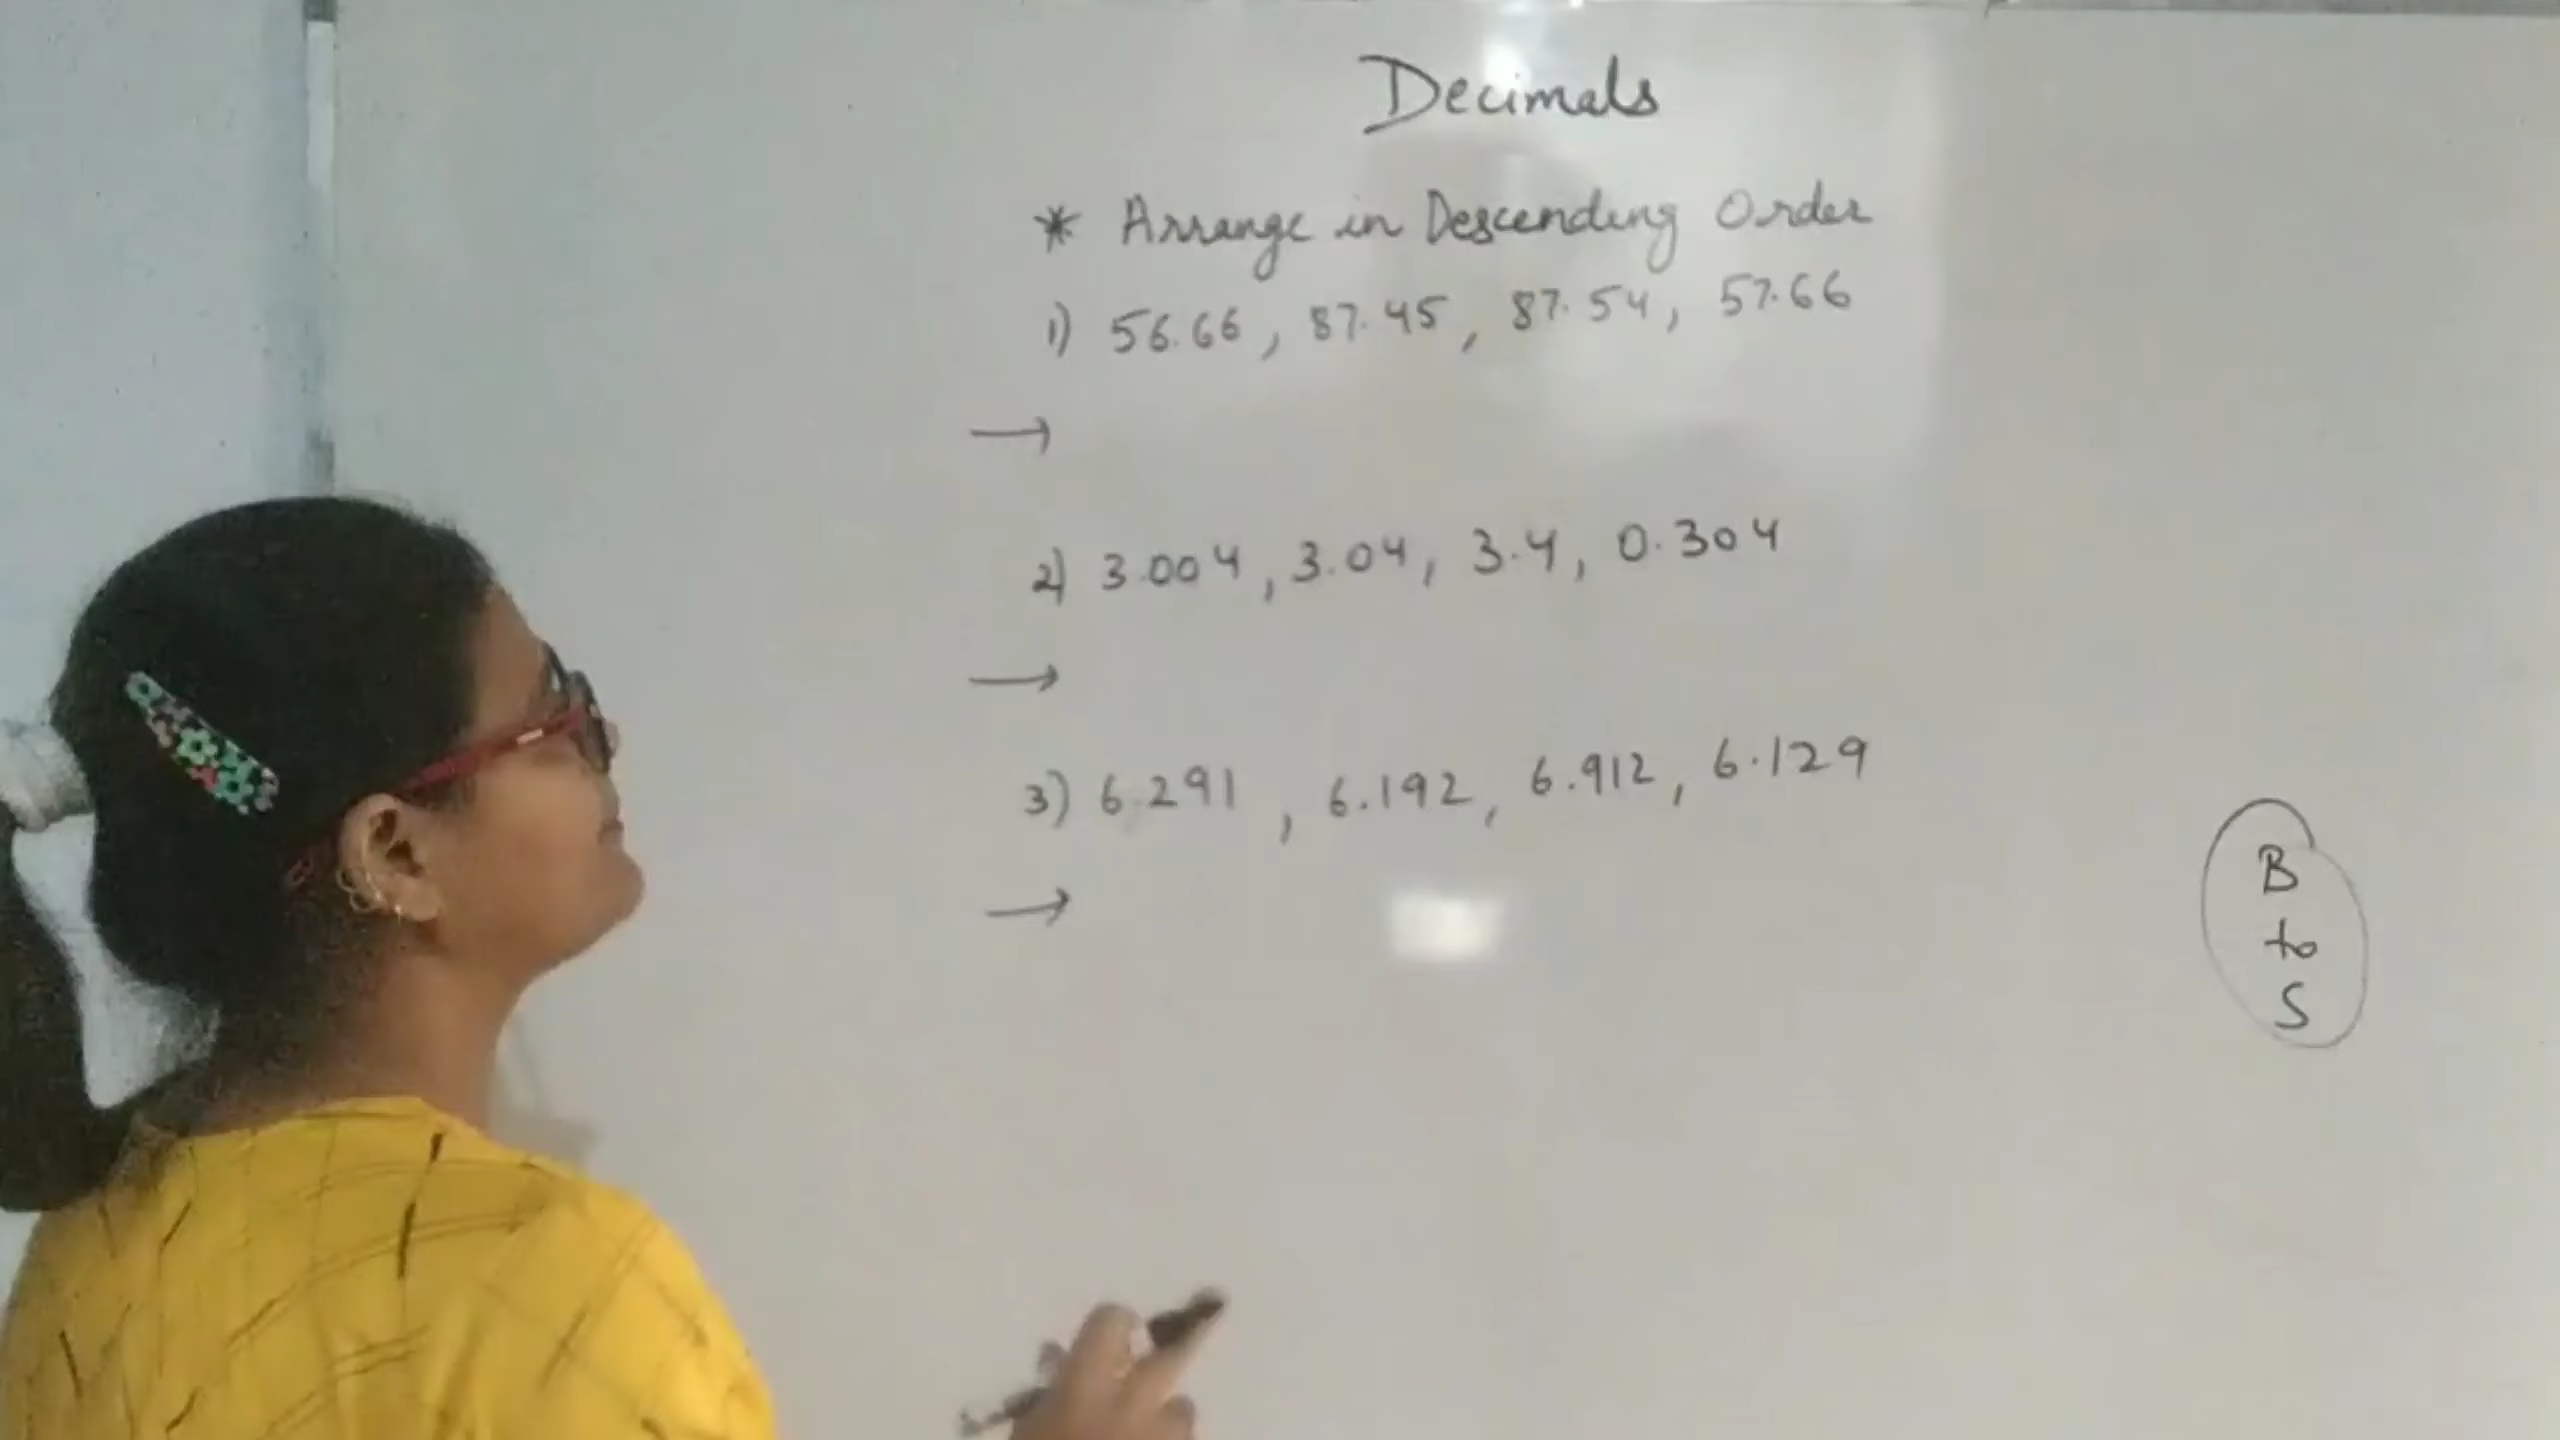 Decimals
* Arrange in Descending Order
1) 56.66, 87.45, 87.54, 57.66
→
2) 3.004, 3.04, 3.4, 0.304
→
3) 6.291, 6.192, 6.912, 6.129
→
B
to
S